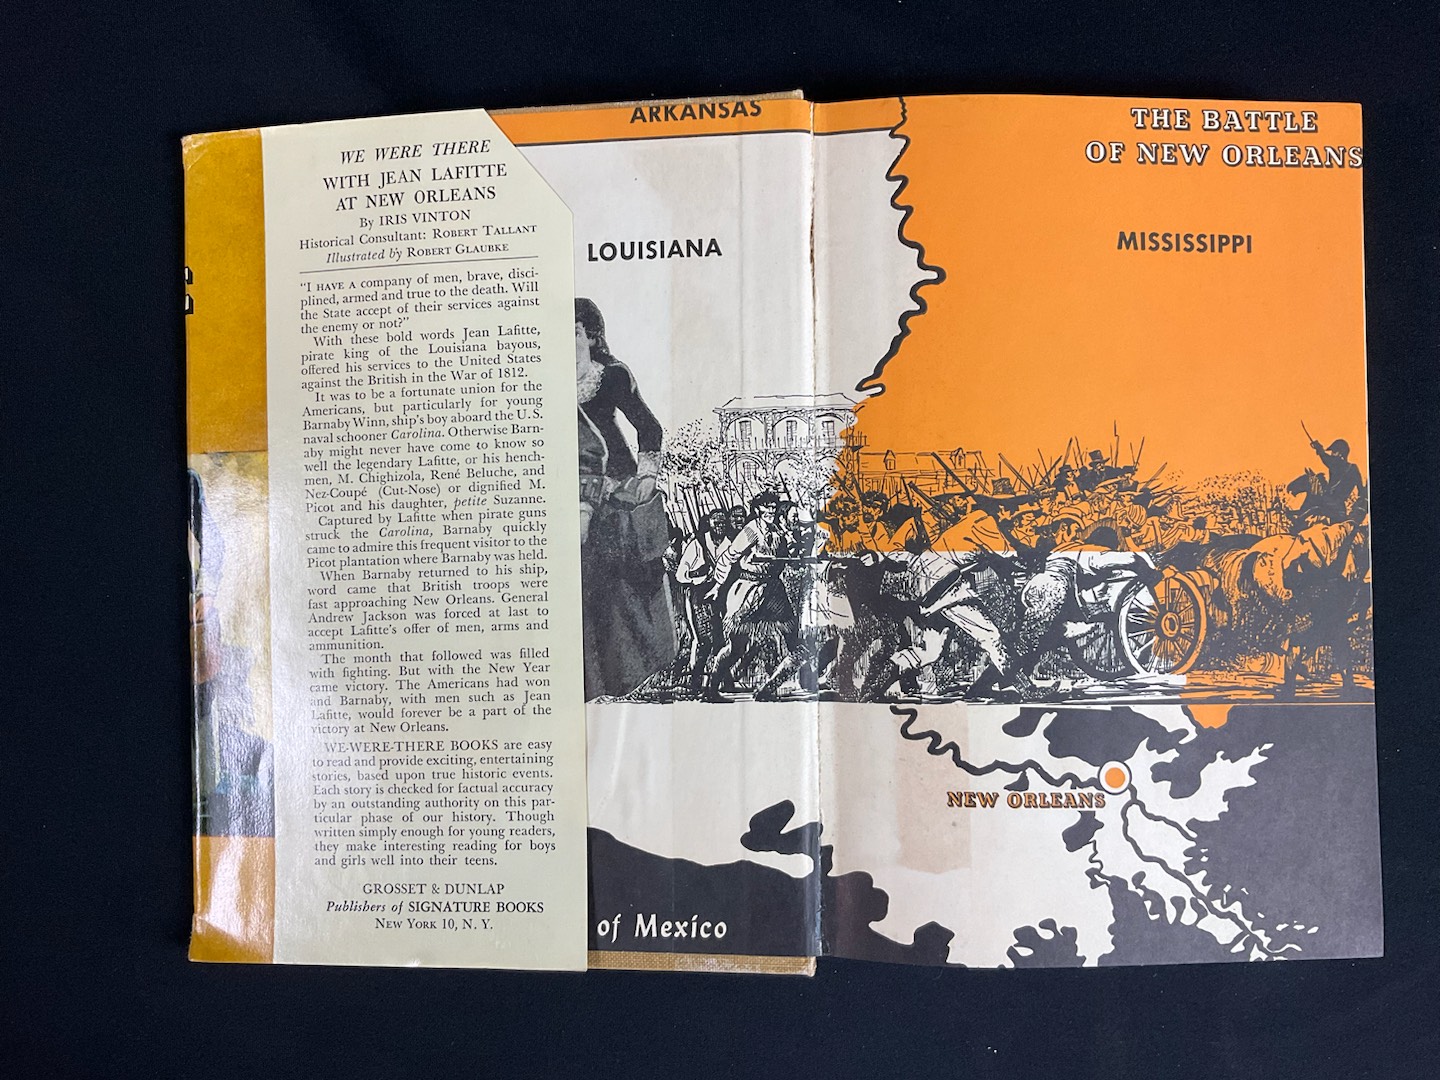 WE WERE THERE
WITH JEAN LAFITTE
AT NEW ORLEANS
By IRIS VINTON
Historical Consultant: ROBERT TALLANT
Illustrated by ROBERT GLAUBKE
"I HAVE a company of men, brave, disci-
plined, armed and true to the death. Will
the State accept of their services against
the enemy or not?"
With these bold words Jean Lafitte,
pirate king of the Louisiana bayous,
offered his services to the United States
against the British in the War of 1812.
It was to be a fortunate union for the
Americans, but particularly for young
Barnaby Winn, ship's boy aboard the U.S.
naval schooner Carolina. Otherwise Barn-
aby might never have come to know so
well the legendary Lafitte, or his hench-
men, M. Chighizola, René Beluche, and
Nez-Coupé (Cut-Nose) or dignified M.
Picot and his daughter, petite Suzanne.
Captured by Lafitte when pirate guns
struck the Carolina, Barnaby quickly
came to admire this frequent visitor to the
Picot plantation where Barnaby was held.
When Barnaby returned to his ship,
word came that British troops were
fast approaching New Orleans. General
Andrew Jackson was forced at last to
accept Lafitte's offer of men, arms and
ammunition.
The month that followed was filled
with fighting. But with the New Year
came victory. The Americans had won
and Barnaby, with men such as Jean
Lafitte, would forever be a part of the
victory at New Orleans.
WE-WERE-THERE BOOKS are easy
to read and provide exciting, entertaining
stories, based upon true historic events.
Each story is checked for factual accuracy
by an outstanding authority on this par-
ticular phase of our history. Though
written simply enough for young readers,
they make interesting reading for boys
and girls well into their teens.
GROSSET & DUNLAP
Publishers of SIGNATURE BOOKS
NEW YORK 10, N. Y.
ARKANSAS
LOUISIANA
of Mexico
THE BATTLE
OF NEW ORLEANS
MISSISSIPPI
NEW ORLEANS